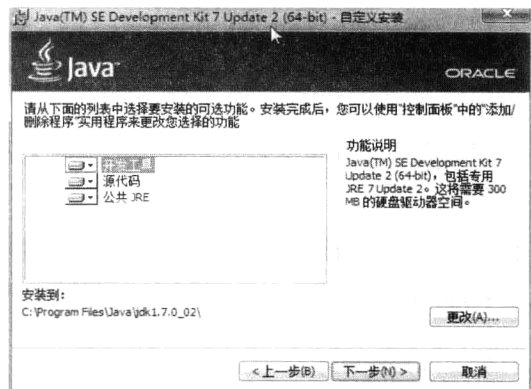 Java(TM) SE Development Kit 7 Update 2 (64-bit) - 自定义安装
Java
ORACLE
请从下面的列表中选择要安装的可选功能。安装完成后，您可以使用"控制面板"中的"添加/
删除程序"实用程序来更改您选择的功能
开发工具
源代码
公共 JRE
功能说明
Java(TM) SE Development Kit 7
Update 2 (64-bit)，包括专用
JRE 7 Update 2。这将需要 300
MB 的硬盘驱动器空间。
安装到：
C:\Program Files\Java\jdk1.7.0_02\
更改(A)...
< 上一步(B)
下一步(N) >
取消